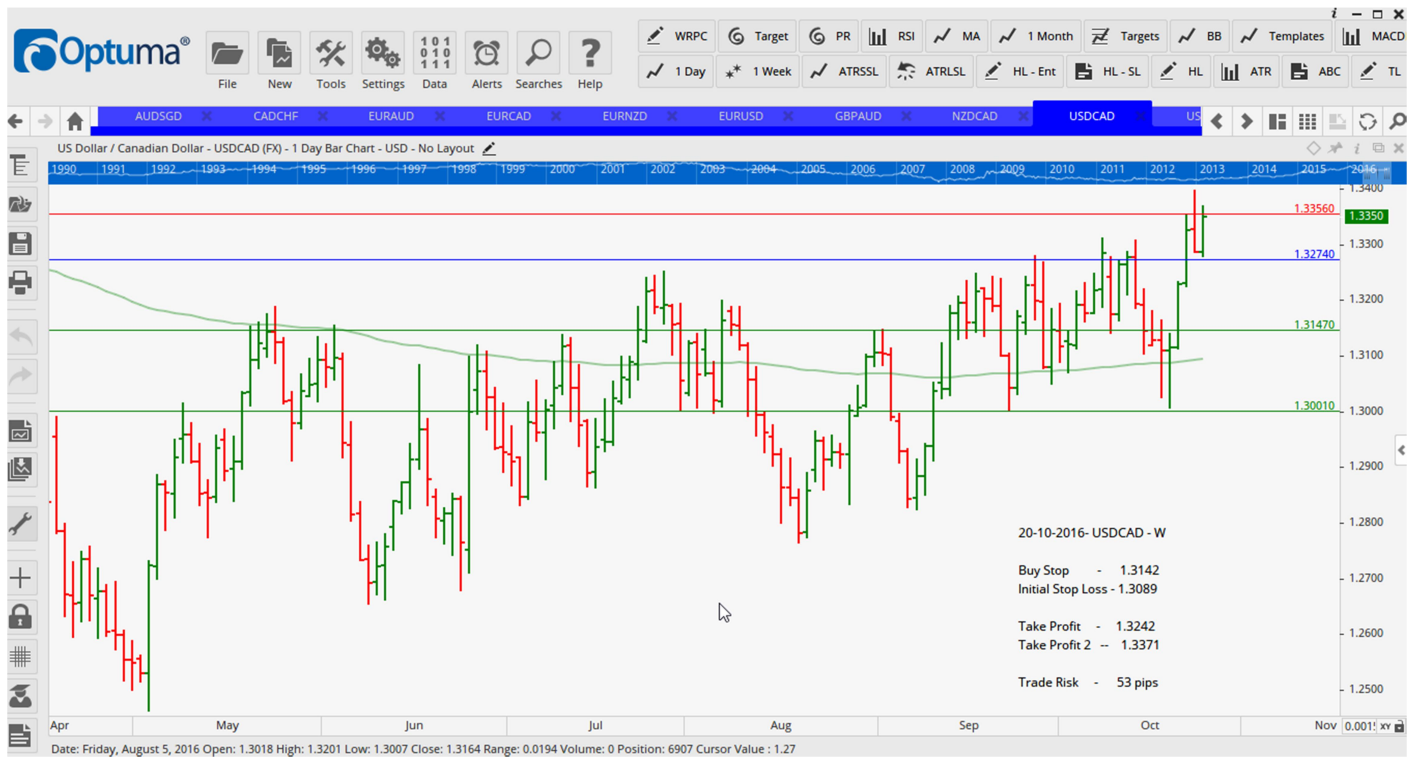 Optuma®
File New Tools Settings Data Alerts Searches Help
101
010
111
WRPC Target PR RSI MA 1 Month Targets BB Templates MACD
1 Day 1 Week ATRSSL ATRLSL HL - Ent HL - SL HL ATR ABC TL
AUDSGD CADCHF EURAUD EURCAD EURNZD EURUSD GBPAUD NZDCAD USDCAD US
US Dollar / Canadian Dollar - USDCAD (FX) - 1 Day Bar Chart - USD - No Layout
1990 1991 1992 1993 1994 1995 1996 1997 1998 1999 2000 2001 2002 2003 2004 2005 2006 2007 2008 2009 2010 2011 2012 2013 2014 2015 2016
1.3400
1.33560
1.3350
1.3300
1.32740
1.3200
1.31470
1.3100
1.30010
1.3000
1.2900
1.2800
20-10-2016- USDCAD - W
Buy Stop - 1.3142
1.2700
Initial Stop Loss - 1.3089
Take Profit - 1.3242
1.2600
Take Profit 2 -- 1.3371
Trade Risk - 53 pips
1.2500
Apr May Jun Jul Aug Sep Oct Nov
XY
Date: Friday, August 5, 2016 Open: 1.3018 High: 1.3201 Low: 1.3007 Close: 1.3164 Range: 0.0194 Volume: 0 Position: 6907 Cursor Value : 1.27